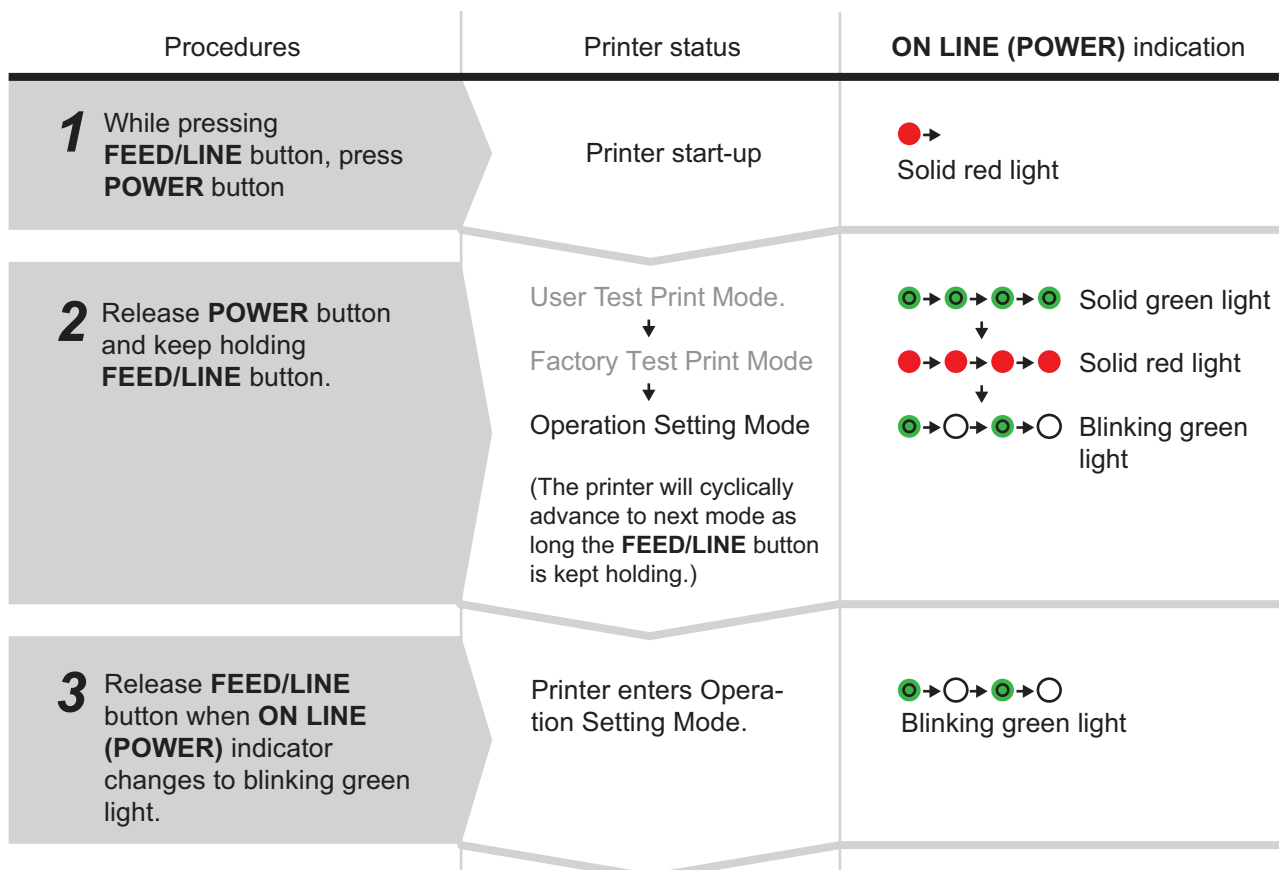 Procedures
Printer status
ON LINE (POWER) indication
1
While pressing
FEED/LINE button, press
POWER button
Printer start-up
Solid red light
2
Release POWER button
and keep holding
FEED/LINE button.
User Test Print Mode.
Factory Test Print Mode
Operation Setting Mode
(The printer will cyclically
advance to next mode as
long the FEED/LINE button
is kept holding.)
Solid green light
Solid red light
Blinking green
light
3
Release FEED/LINE
button when ON LINE
(POWER) indicator
changes to blinking green
light.
Printer enters Opera-
tion Setting Mode.
Blinking green light